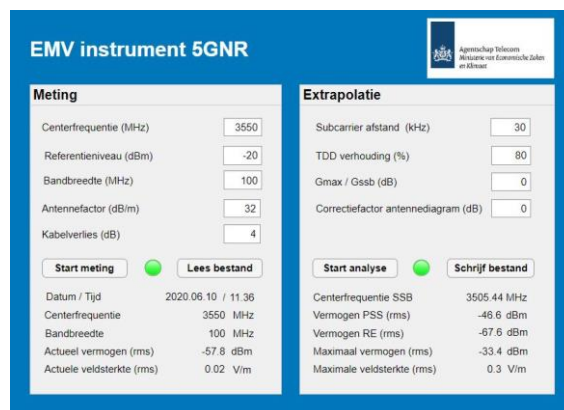 EMV instrument 5GNR
Agentschap Telecom
Ministerie van Economische Zaken
en Klimaat
Meting
Centerfrequentie (MHz) 3550
Referentieniveau (dBm) -20
Bandbreedte (MHz) 100
Antennefactor (dB/m) 32
Kabelverlies (dB) 4
Start meting Lees bestand
Datum / Tijd 2020.06.10 / 11.36
Centerfrequentie 3550 MHz
Bandbreedte 100 MHz
Actueel vermogen (rms) -57.8 dBm
Actuele veldsterkte (rms) 0.02 V/m
Extrapolatie
Subcarrier afstand (kHz) 30
TDD verhouding (%) 80
Gmax / Gssb (dB) 0
Correctiefactor antennediagram (dB) 0
Start analyse Schrijf bestand
Centerfrequentie SSB 3505.44 MHz
Vermogen PSS (rms) -46.6 dBm
Vermogen RE (rms) -67.6 dBm
Maximaal vermogen (rms) -33.4 dBm
Maximale veldsterkte (rms) 0.3 V/m